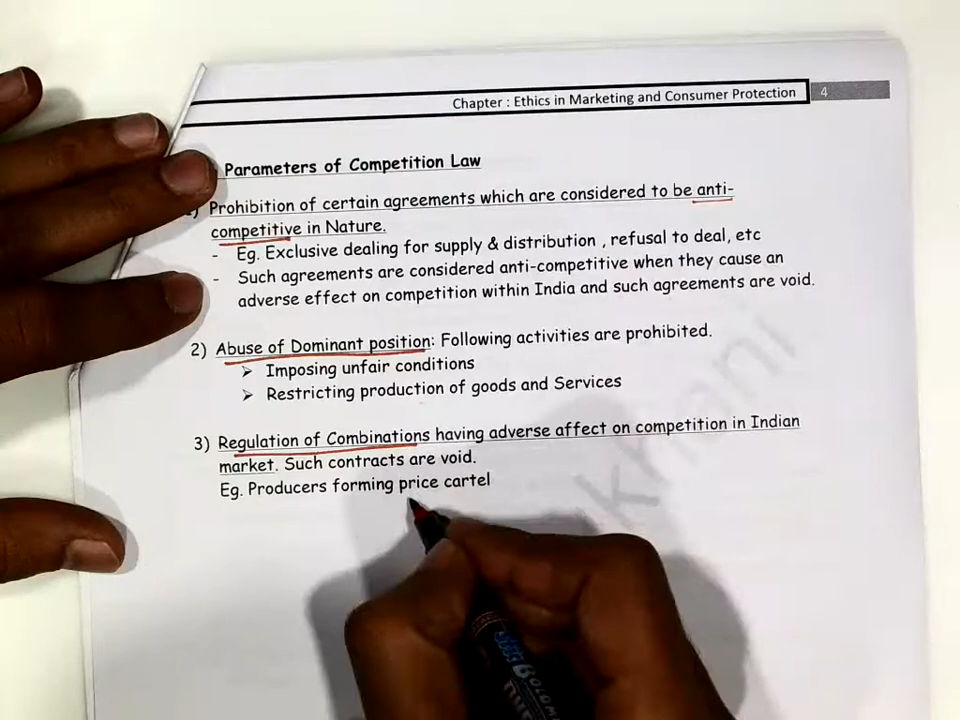 Chapter : Ethics in Marketing and Consumer Protection 4
Parameters of Competition Law
Prohibition of certain agreements which are considered to be anti-
competitive in Nature.
- Eg. Exclusive dealing for supply & distribution , refusal to deal, etc
- Such agreements are considered anti-competitive when they cause an
adverse effect on competition within India and such agreements are void.
2) Abuse of Dominant position: Following activities are prohibited.
➢ Imposing unfair conditions
➢ Restricting production of goods and Services
3) Regulation of Combinations having adverse affect on competition in Indian
market. Such contracts are void.
Eg. Producers forming price cartel